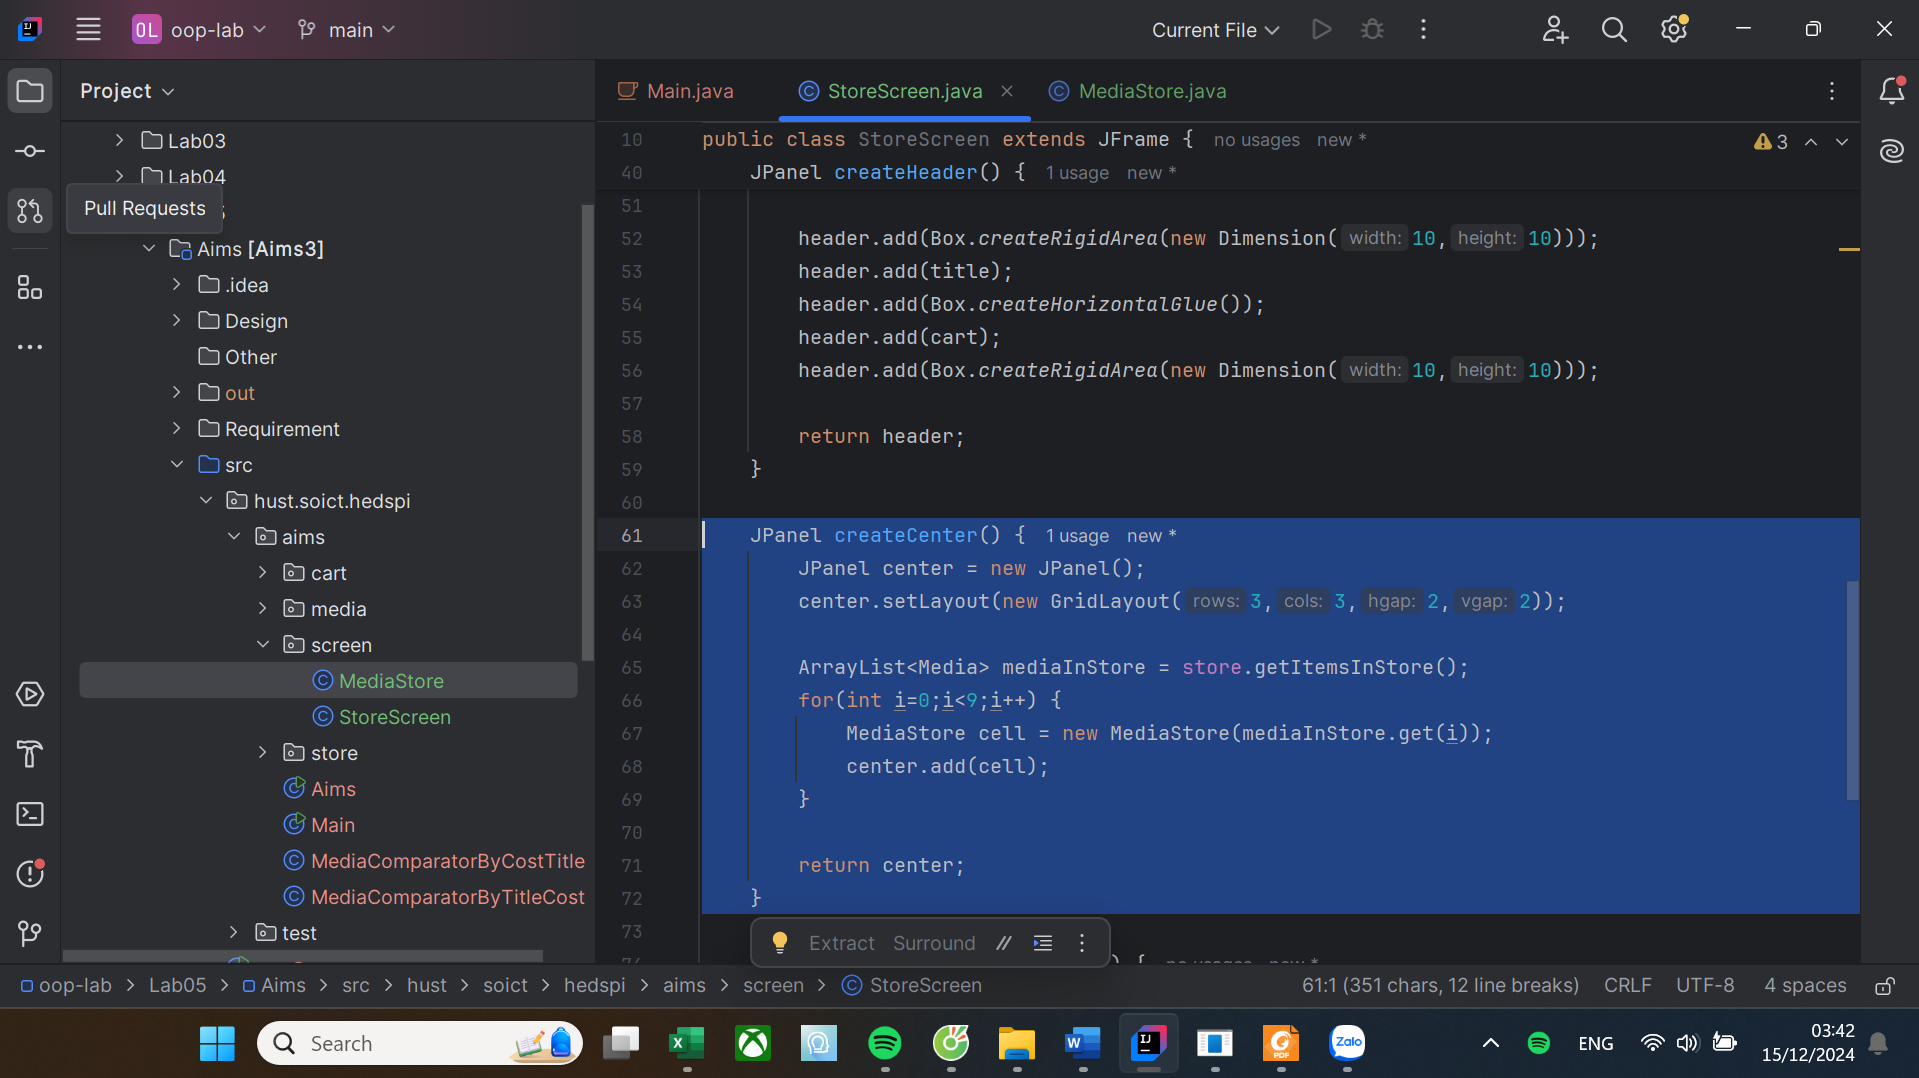 OL oop-lab main Current File
Project
Main.java StoreScreen.java MediaStore.java
Lab03
Lab04
Pull Requests
Aims [Aims3]
.idea
Design
Other
out
Requirement
src
hust.soict.hedspi
aims
cart
media
screen
MediaStore
StoreScreen
store
Aims
Main
MediaComparatorByCostTitle
MediaComparatorByTitleCost
test
3
10 public class StoreScreen extends JFrame { no usages new *
40 JPanel createHeader() { 1 usage new *
51
52 header.add(Box.createRigidArea(new Dimension( width: 10, height: 10)));
53 header.add(title);
54 header.add(Box.createHorizontalGlue());
55 header.add(cart);
56 header.add(Box.createRigidArea(new Dimension( width: 10, height: 10)));
57
58 return header;
59 }
60
61 JPanel createCenter() { 1 usage new *
62 JPanel center = new JPanel();
63 center.setLayout(new GridLayout( rows: 3, cols: 3, hgap: 2, vgap: 2));
64
65 ArrayList<Media> mediaInStore = store.getItemsInStore();
66 for(int i=0;i<9;i++) {
67 MediaStore cell = new MediaStore(mediaInStore.get(i));
68 center.add(cell);
69 }
70
71 return center;
72 }
73
Extract Surround
oop-lab > Lab05 > Aims > src > hust > soict > hedspi > aims > screen > StoreScreen
61:1 (351 chars, 12 line breaks) CRLF UTF-8 4 spaces
Search
Zalo
ENG
03:42
15/12/2024